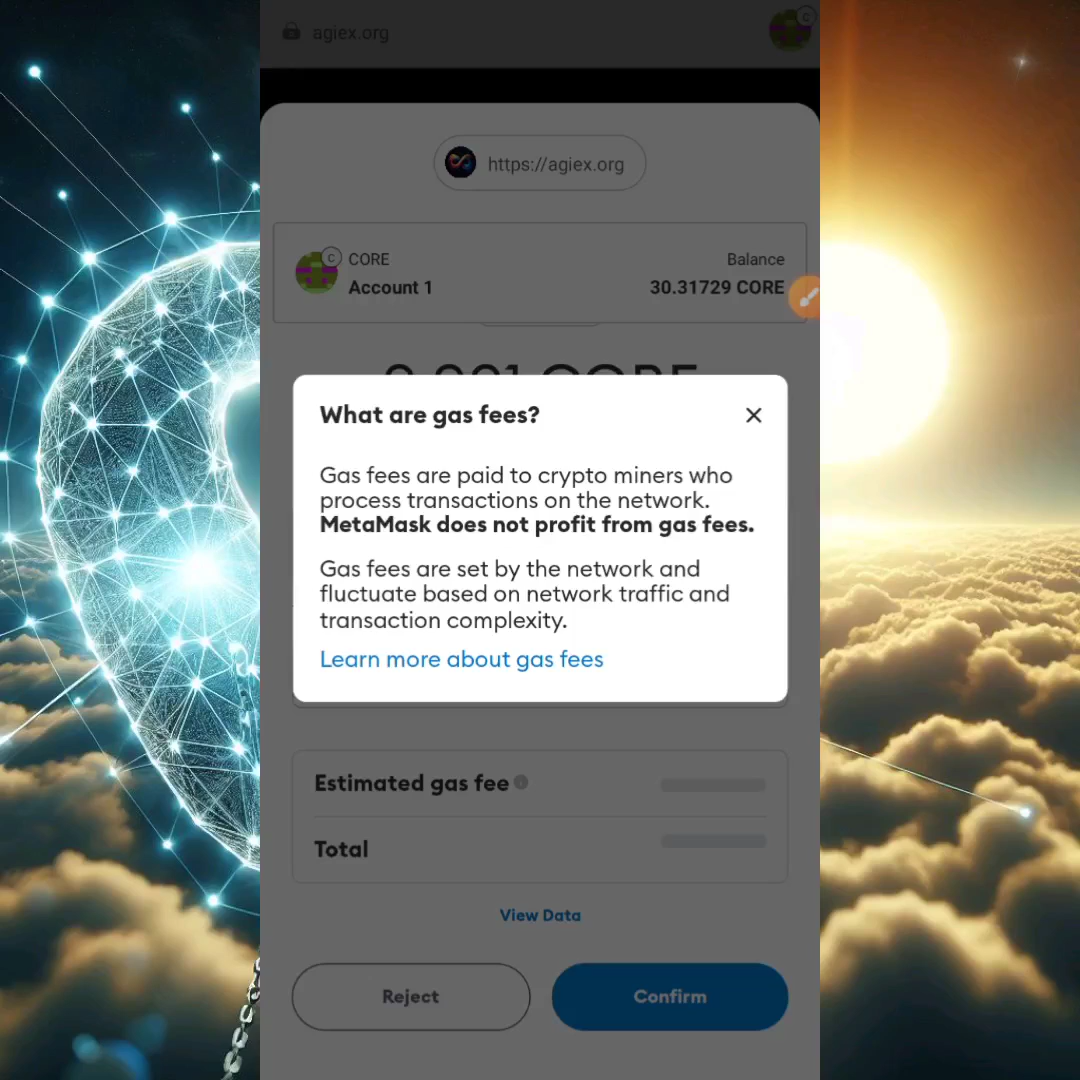 agiex.org
C
https://agiex.org
C CORE
Balance
Account 1
30.31729 CORE
CORE
What are gas fees?
Gas fees are paid to crypto miners who
process transactions on the network.
MetaMask does not profit from gas fees.
Gas fees are set by the network and
fluctuate based on network traffic and
transaction complexity.
Learn more about gas fees
Estimated gas fee
Total
View Data
Reject
Confirm